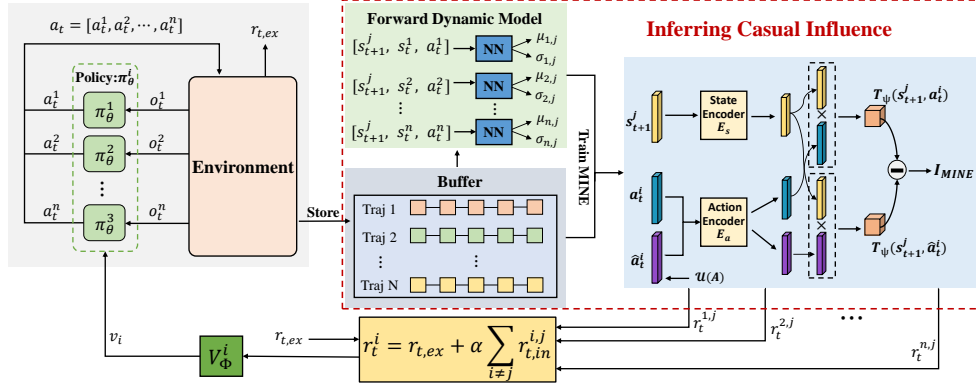 a_t = [a_t^1, a_t^2, ⋯, a_t^n]
r_{t,ex}
Policy:π_θ^i
a_t^1
π_θ^1
o_t^1
a_t^2
π_θ^2
o_t^2
⋮
a_t^n
π_θ^3
o_t^n
Environment
Store
Forward Dynamic Model
[s_{t+1}^j, s_t^1, a_t^1]
NN
μ_{1,j}
σ_{1,j}
[s_{t+1}^j, s_t^2, a_t^2]
NN
μ_{2,j}
σ_{2,j}
⋮ ⋮
[s_{t+1}^j, s_t^n, a_t^n]
NN
μ_{n,j}
σ_{n,j}
Buffer
Traj 1
Traj 2
⋮ ⋮
Traj N
Train MINE
Inferring Casual Influence
s_{t+1}^j
State
Encoder
E_s
a_t^i
Action
Encoder
E_a
â_t^i
𝒰(A)
×
×
T_ψ(s_{t+1}^j, a_t^i)
I_{MINE}
T_ψ(s_{t+1}^j, â_t^i)
r_t^{1,j}
r_t^{2,j}
⋯
r_t^{n,j}
v_i
V_Φ^i
r_{t,ex}
r_t^i = r_{t,ex} + α ∑_{i≠j} r_{t,in}^{i,j}